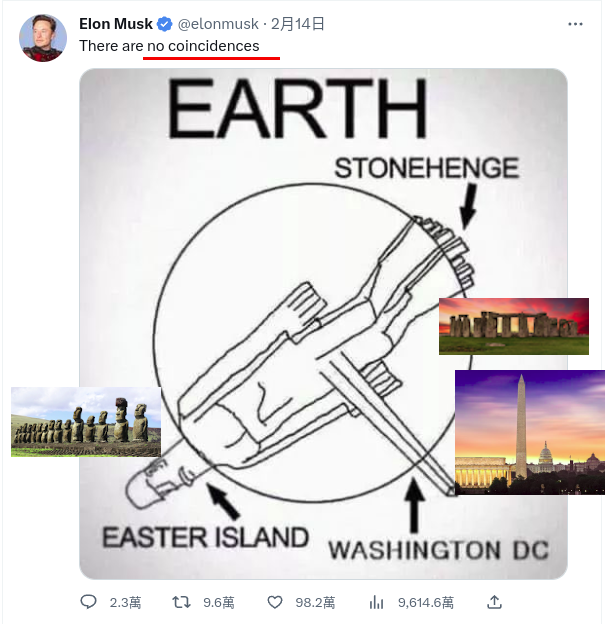 Elon Musk @elonmusk · 2月14日
There are no coincidences
EARTH
STONEHENGE
EASTER ISLAND
WASHINGTON DC
2.3萬 9.6萬 98.2萬 9,614.6萬